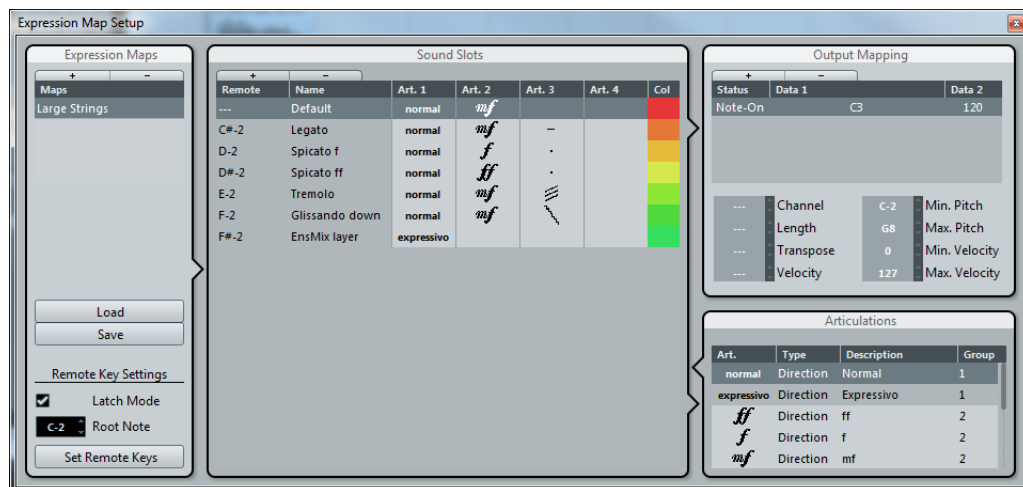 Expression Map Setup
Expression Maps
+ −
Maps
Large Strings
Load
Save
Remote Key Settings
Latch Mode
C-2 Root Note
Set Remote Keys
Sound Slots
+ −
Remote Name Art. 1 Art. 2 Art. 3 Art. 4 Col
--- Default normal mf
C#-2 Legato normal mf
D-2 Spicato f normal f
D#-2 Spicato ff normal ff
E-2 Tremolo normal mf
F-2 Glissando down normal mf
F#-2 EnsMix layer expressivo
Output Mapping
+ −
Status Data 1 Data 2
Note-On C3 120
--- Channel C-2 Min. Pitch
--- Length G8 Max. Pitch
--- Transpose 0 Min. Velocity
--- Velocity 127 Max. Velocity
Articulations
Art. Type Description Group
normal Direction Normal 1
expressivo Direction Expressivo 1
ff Direction ff 2
f Direction f 2
mf Direction mf 2